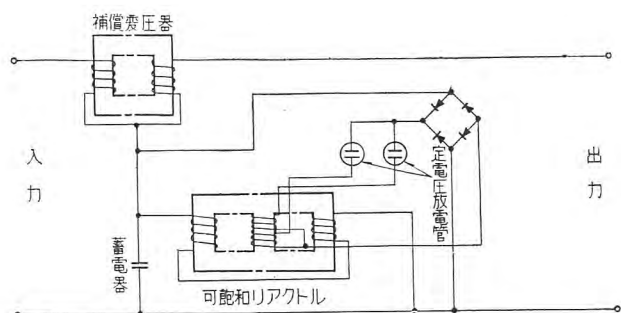 補償変圧器
入力
定電圧放電管
出力
蓄電器
可飽和リアクトル